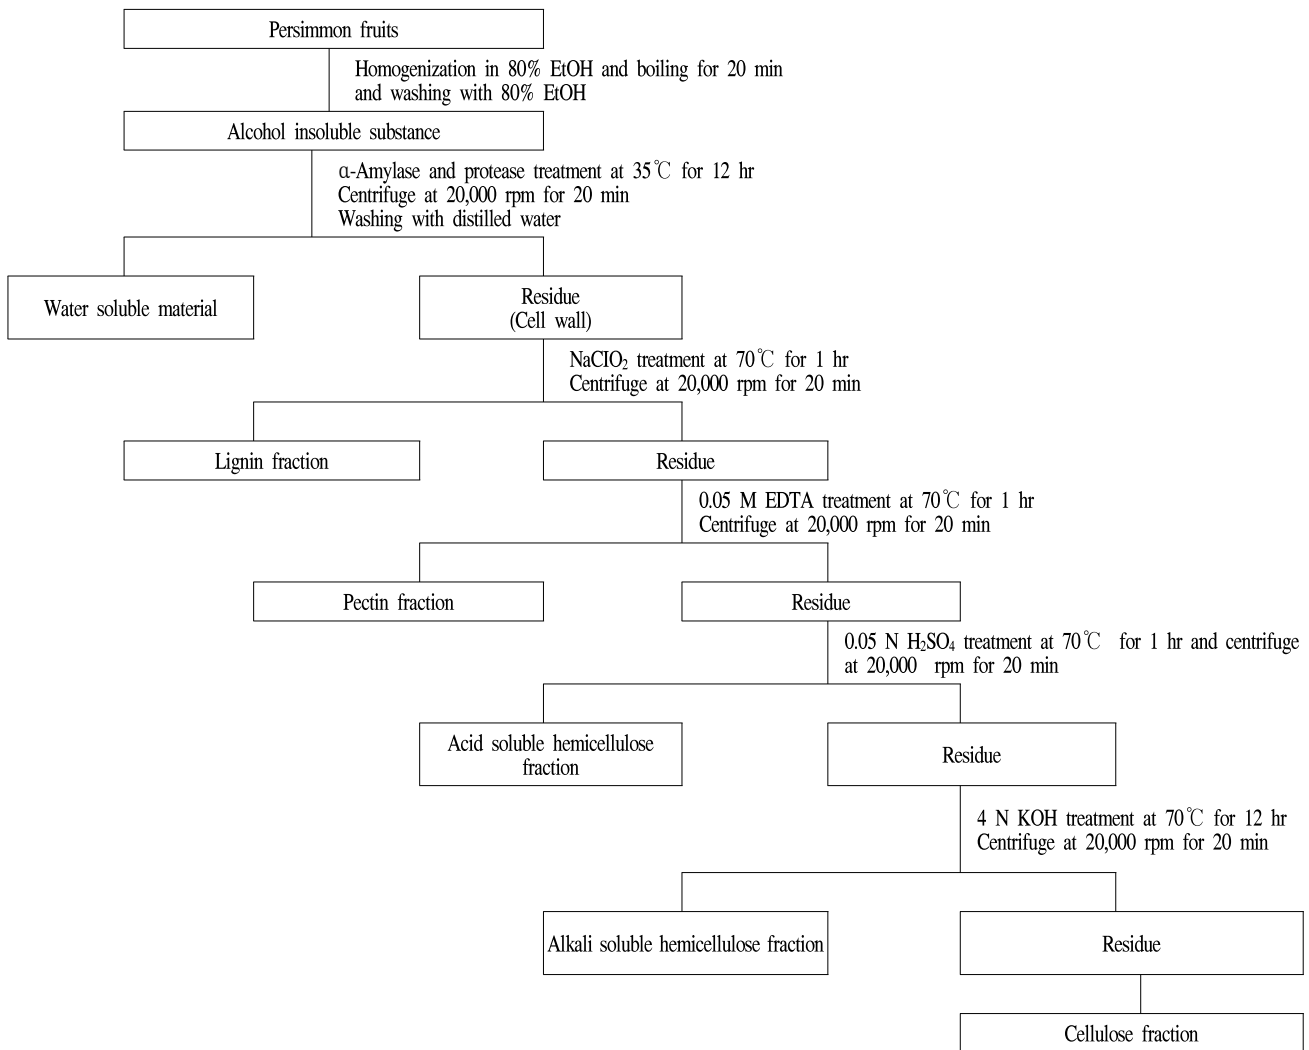 Persimmon fruits
Homogenization in 80% EtOH and boiling for 20 min
and washing with 80% EtOH
Alcohol insoluble substance
α-Amylase and protease treatment at 35℃ for 12 hr
Centrifuge at 20,000 rpm for 20 min
Washing with distilled water
Water soluble material
Residue
(Cell wall)
NaClO₂ treatment at 70℃ for 1 hr
Centrifuge at 20,000 rpm for 20 min
Lignin fraction
Residue
0.05 M EDTA treatment at 70℃ for 1 hr
Centrifuge at 20,000 rpm for 20 min
Pectin fraction
Residue
0.05 N H₂SO₄ treatment at 70℃ for 1 hr and centrifuge
at 20,000 rpm for 20 min
Acid soluble hemicellulose
fraction
Residue
4 N KOH treatment at 70℃ for 12 hr
Centrifuge at 20,000 rpm for 20 min
Alkali soluble hemicellulose fraction
Residue
Cellulose fraction